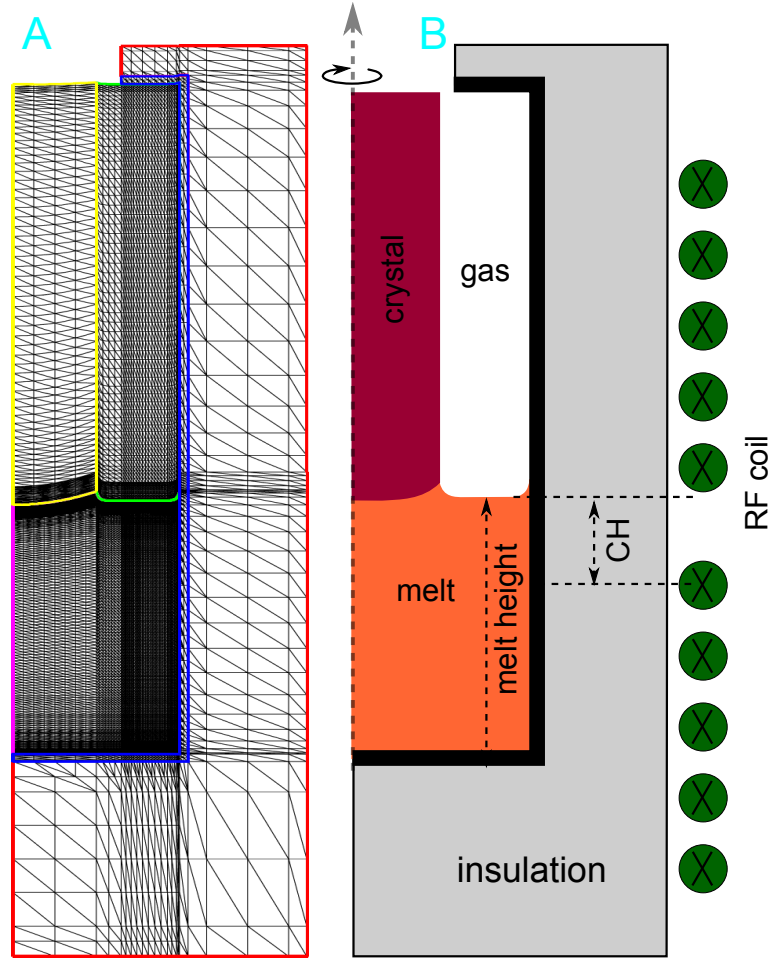 A
B
crystal
gas
RF coil
CH
melt
melt height
insulation